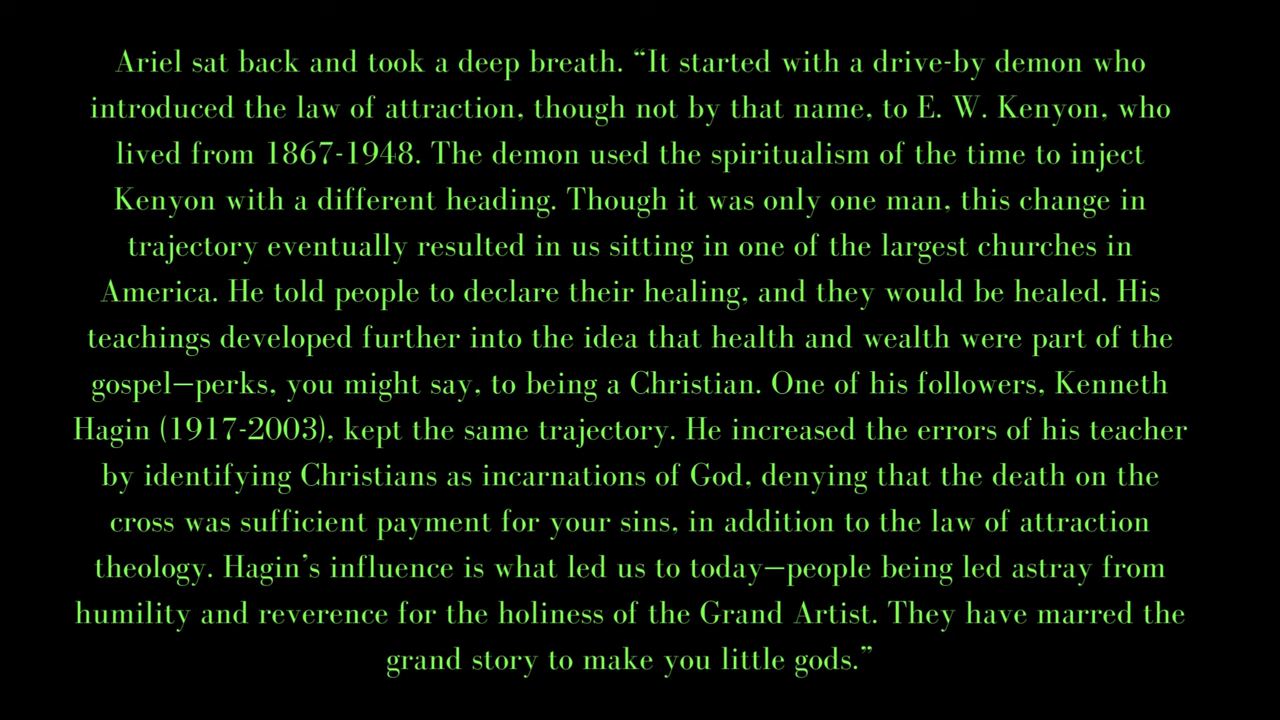 Ariel sat back and took a deep breath. “It started with a drive-by demon who
introduced the law of attraction, though not by that name, to E. W. Kenyon, who
lived from 1867-1948. The demon used the spiritualism of the time to inject
Kenyon with a different heading. Though it was only one man, this change in
trajectory eventually resulted in us sitting in one of the largest churches in
America. He told people to declare their healing, and they would be healed. His
teachings developed further into the idea that health and wealth were part of the
gospel—perks, you might say, to being a Christian. One of his followers, Kenneth
Hagin (1917-2003), kept the same trajectory. He increased the errors of his teacher
by identifying Christians as incarnations of God, denying that the death on the
cross was sufficient payment for your sins, in addition to the law of attraction
theology. Hagin’s influence is what led us to today—people being led astray from
humility and reverence for the holiness of the Grand Artist. They have marred the
grand story to make you little gods.”